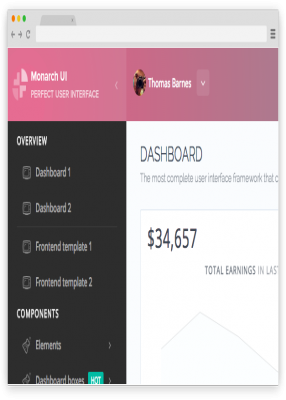 Monarch UI
PERFECT USER INTERFACE
Thomas Barnes
OVERVIEW
Dashboard 1
Dashboard 2
Frontend template 1
Frontend template 2
COMPONENTS
Elements
Dashboard boxes HOT
DASHBOARD
The most complete user interface framework that c
$34,657
TOTAL EARNINGS IN LAST